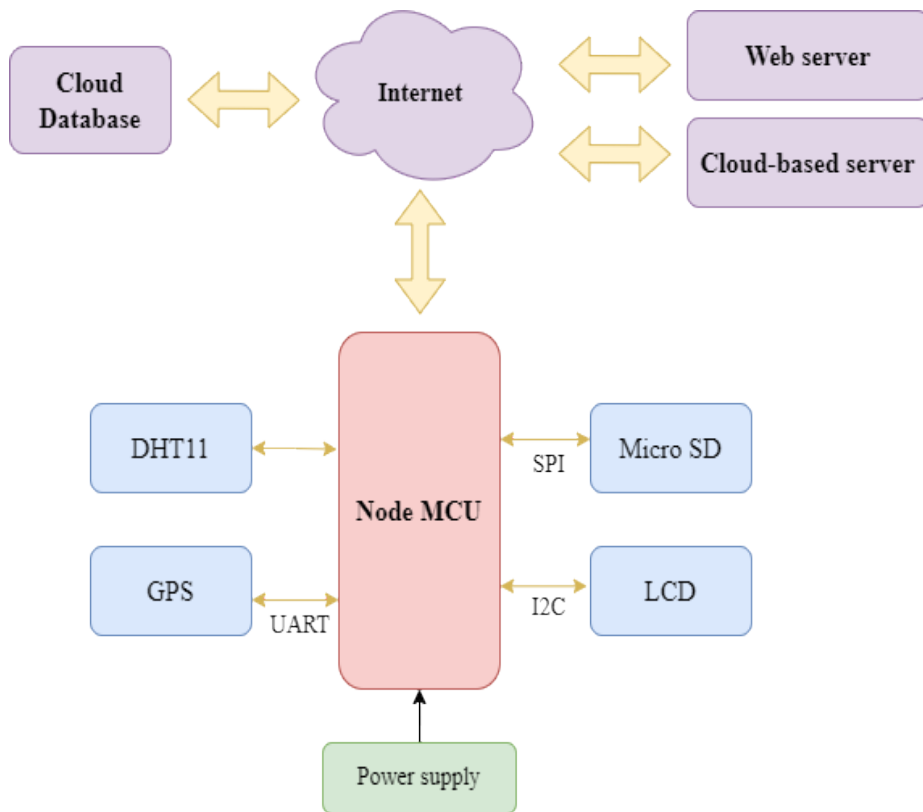 Cloud
Database
Internet
Web server
Cloud-based server
DHT11
Node MCU
Micro SD
SPI
GPS
UART
LCD
I2C
Power supply